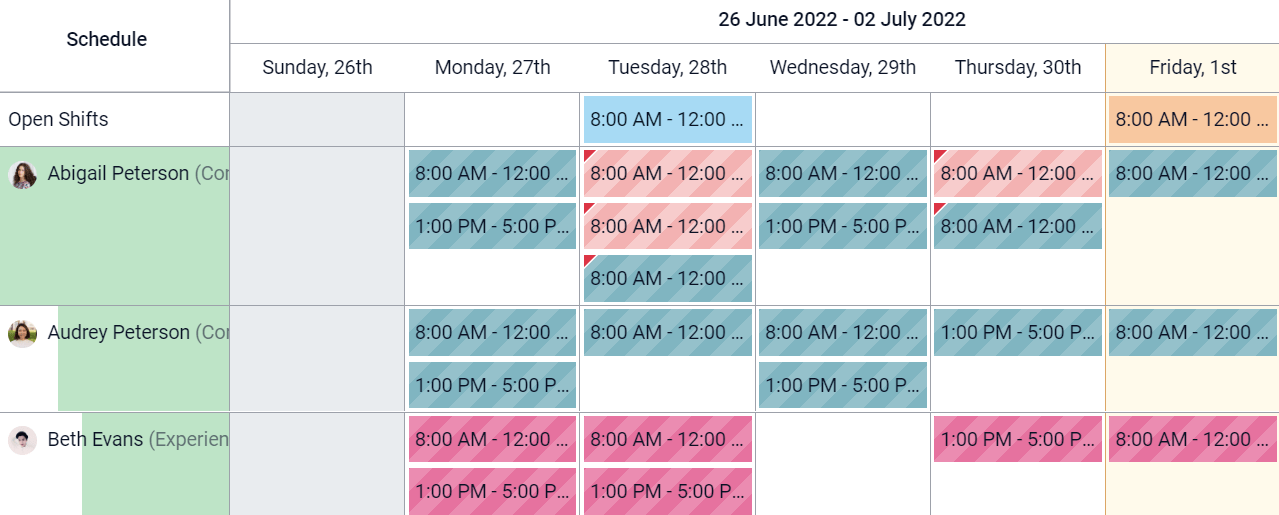 26 June 2022 - 02 July 2022
Schedule
Sunday, 26th Monday, 27th Tuesday, 28th Wednesday, 29th Thursday, 30th Friday, 1st
Open Shifts 8:00 AM - 12:00 ... 8:00 AM - 12:00 ...
Abigail Peterson (Cor 8:00 AM - 12:00 ... 8:00 AM - 12:00 ... 8:00 AM - 12:00 ... 8:00 AM - 12:00 ... 8:00 AM - 12:00 ...
1:00 PM - 5:00 P... 8:00 AM - 12:00 ... 1:00 PM - 5:00 P... 8:00 AM - 12:00 ...
8:00 AM - 12:00 ...
Audrey Peterson (Cor 8:00 AM - 12:00 ... 8:00 AM - 12:00 ... 8:00 AM - 12:00 ... 1:00 PM - 5:00 P... 8:00 AM - 12:00 ...
1:00 PM - 5:00 P... 1:00 PM - 5:00 P...
Beth Evans (Experien 8:00 AM - 12:00 ... 8:00 AM - 12:00 ... 1:00 PM - 5:00 P... 8:00 AM - 12:00 ...
1:00 PM - 5:00 P... 1:00 PM - 5:00 P...